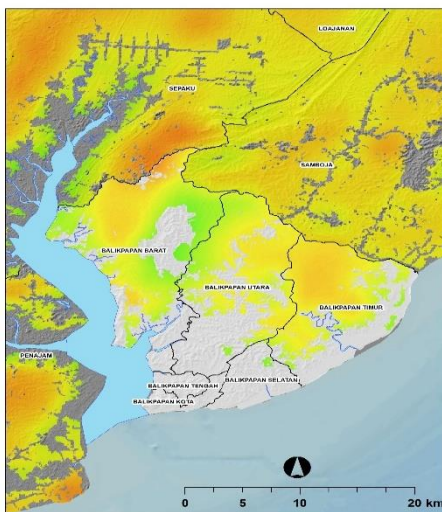 LOAJANAN
SEPAKU
SAMBOJA
BALIKPAPAN BARAT
BALIKPAPAN UTARA
BALIKPAPAN TIMUR
PENAJAM
BALIKPAPAN TENGAH
BALIKPAPAN SELATAN
BALIKPAPAN KOTA
0 5 10 20 km